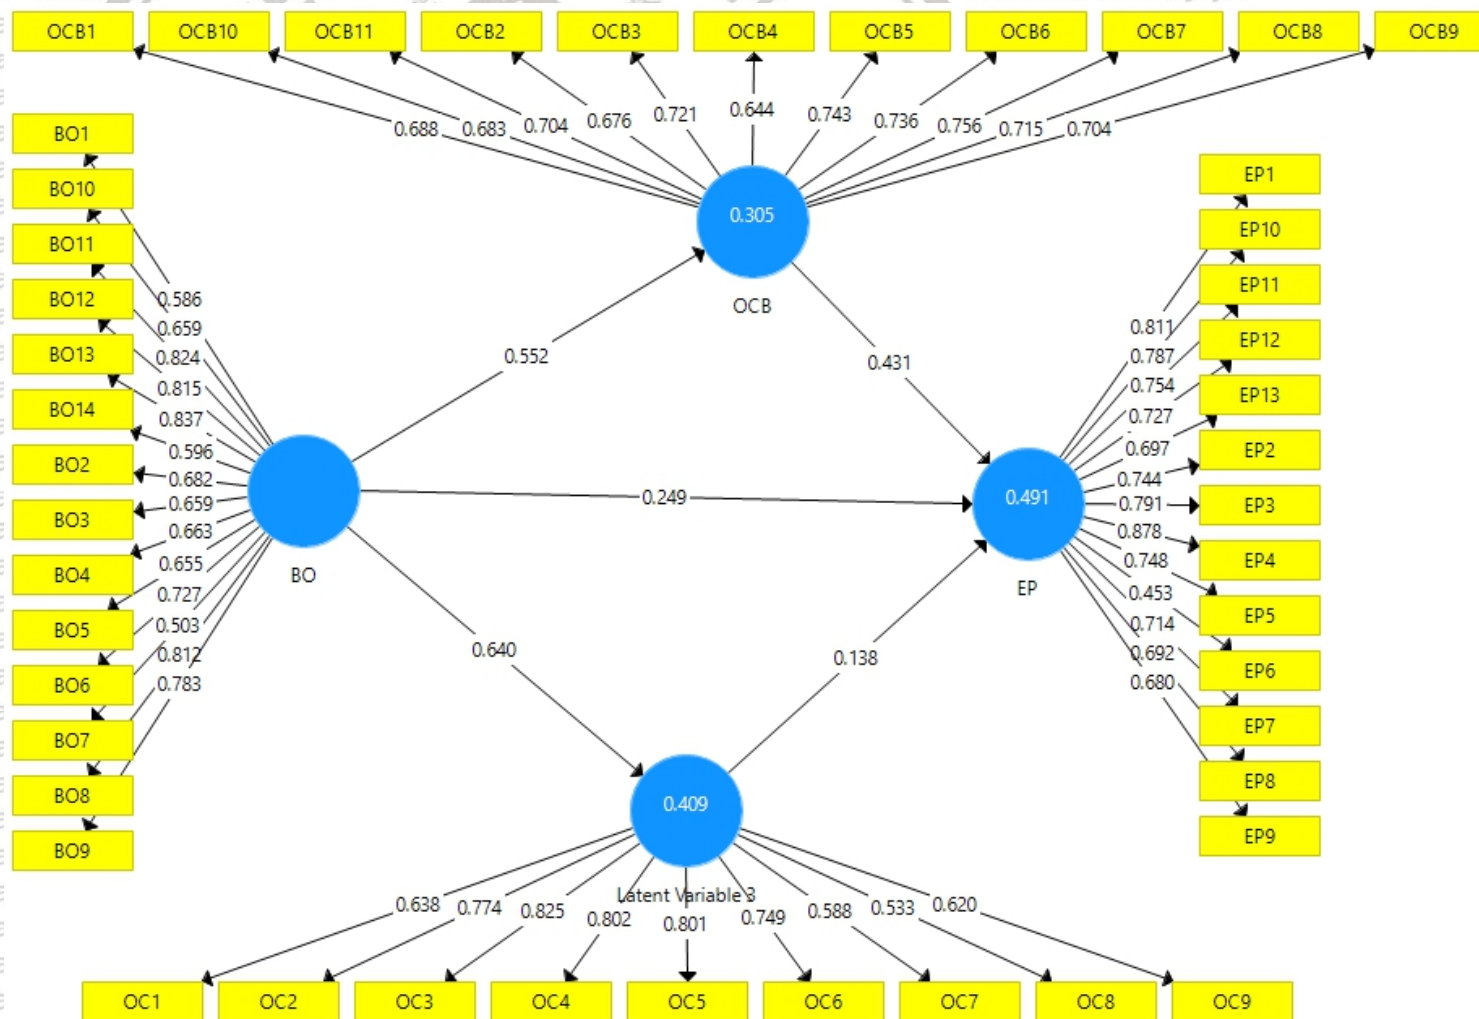 OCB1 OCB10 OCB11 OCB2 OCB3 OCB4 OCB5 OCB6 OCB7 OCB8 OCB9
0.688 0.683 0.704 0.676 0.721 0.644 0.743 0.736 0.756 0.715 0.704
BO1
BO10
BO11
BO12
BO13
BO14
BO2
BO3
BO4
BO5
BO6
BO7
BO8
BO9
0.586
0.659
0.824
0.815
0.837
0.596
0.682
0.659
0.663
0.655
0.727
0.503
0.812
0.783
0.305
OCB
0.552
0.431
0.249
BO
0.491
EP
0.640
0.138
EP1
EP10
EP11
EP12
EP13
EP2
EP3
EP4
EP5
EP6
EP7
EP8
EP9
0.811
0.787
0.754
0.727
0.697
0.744
0.791
0.878
0.748
0.453
0.714
0.692
0.680
0.409
Latent Variable 3
0.638 0.774 0.825 0.802 0.801 0.749 0.588 0.533 0.620
OC1 OC2 OC3 OC4 OC5 OC6 OC7 OC8 OC9